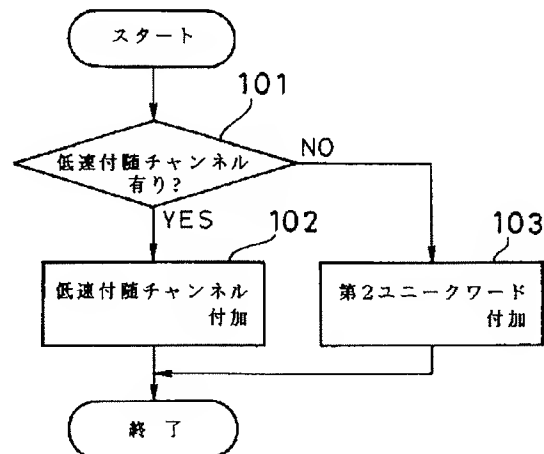 スタート
101
低速付随チャンネル
有り?
NO
YES
102
103
低速付随チャンネル
付加
第2ユニークワード
付加
終了